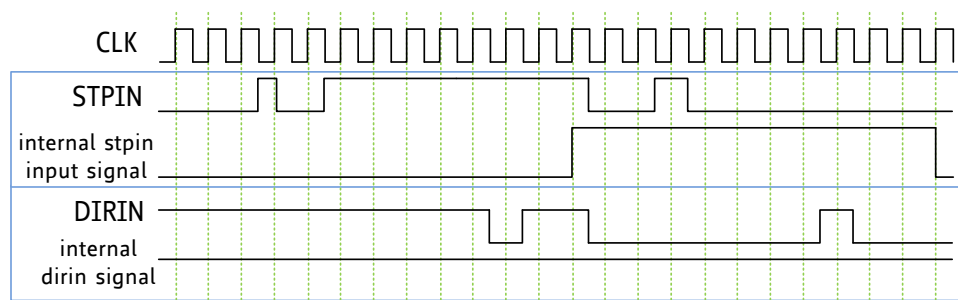 CLK
STPIN
internal stpin
input signal
DIRIN
internal
dirin signal